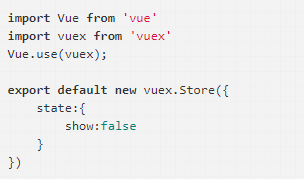 import Vue from 'vue'
import vuex from 'vuex'
Vue.use(vuex);

export default new vuex.Store({
    state:{
        show:false
    }
})